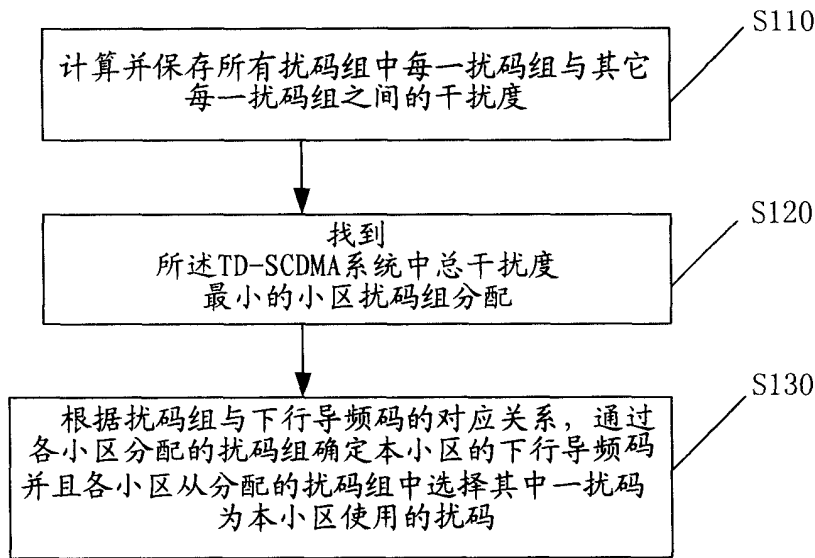 S110
计算并保存所有扰码组中每一扰码组与其它
每一扰码组之间的干扰度
S120
找到
所述TD-SCDMA系统中总干扰度
最小的小区扰码组分配
S130
根据扰码组与下行导频码的对应关系，通过
各小区分配的扰码组确定本小区的下行导频码
并且各小区从分配的扰码组中选择其中一扰码
为本小区使用的扰码